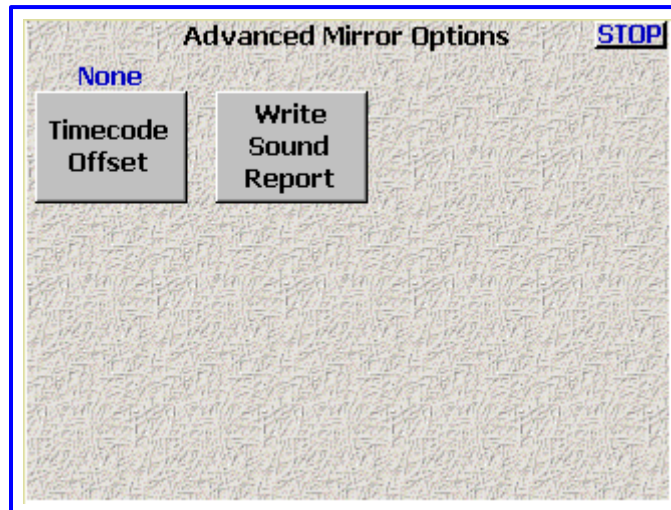 Advanced Mirror Options
STOP
None
Timecode
Offset
Write
Sound
Report